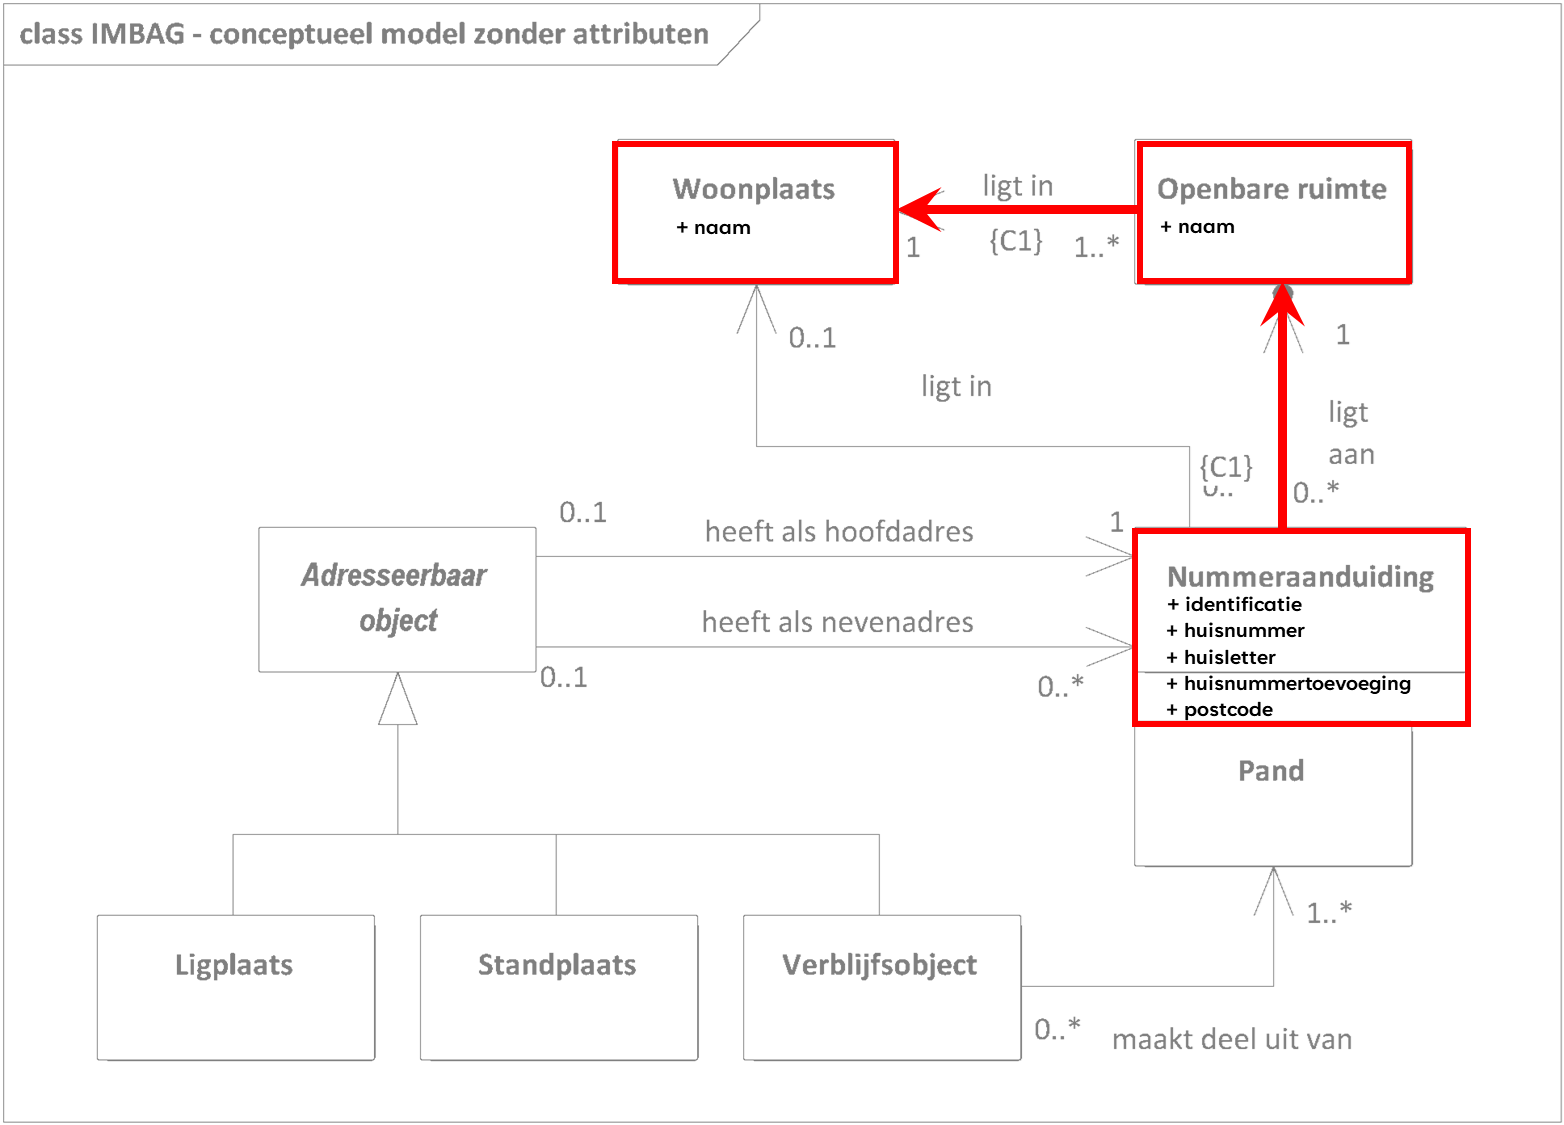 class IMBAG - conceptueel model zonder attributen
Woonplaats
+ naam
ligt in
{C1}
1
1..*
Openbare ruimte
+ naam
0..1
ligt in
1
ligt
aan
{C1}
0..*
Adresseerbaar
object
0..1
heeft als hoofdadres
1
heeft als nevenadres
0..1
0..*
Nummeraanduiding
+ identificatie
+ huisnummer
+ huisletter
+ huisnummertoevoeging
+ postcode
Pand
1..*
Ligplaats
Standplaats
Verblijfsobject
0..*
maakt deel uit van